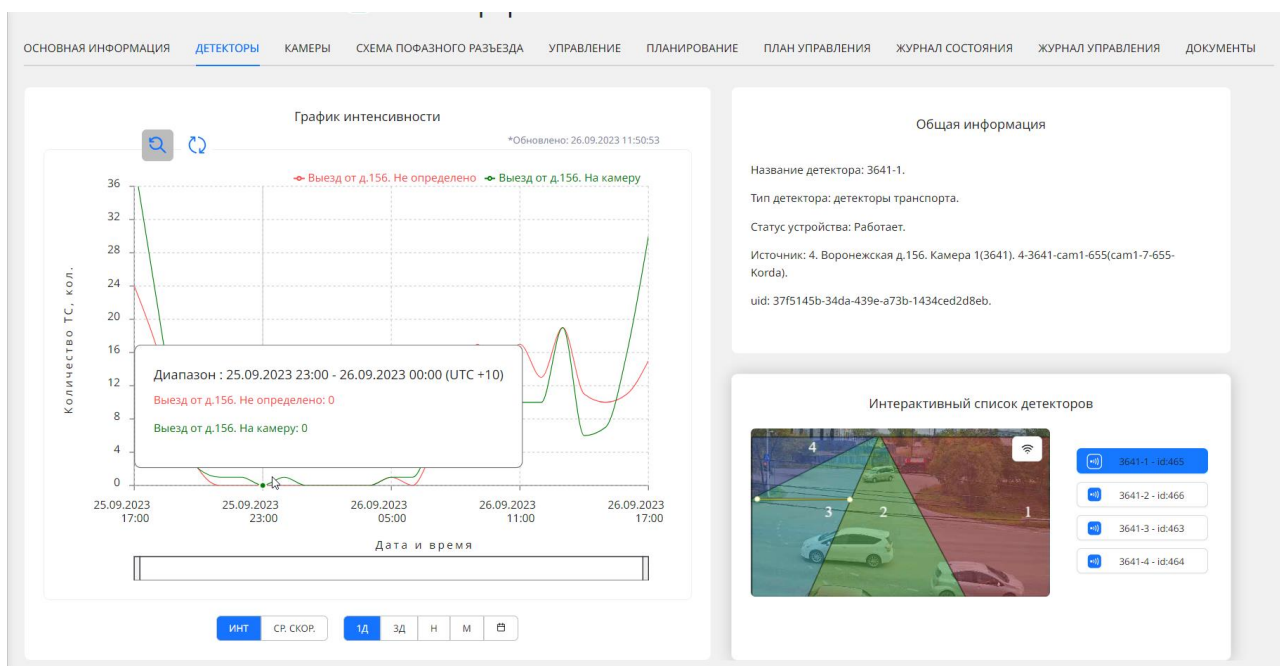 ОСНОВНАЯ ИНФОРМАЦИЯ ДЕТЕКТОРЫ КАМЕРЫ СХЕМА ПОФАЗНОГО РАЗЪЕЗДА УПРАВЛЕНИЕ ПЛАНИРОВАНИЕ ПЛАН УПРАВЛЕНИЯ ЖУРНАЛ СОСТОЯНИЯ ЖУРНАЛ УПРАВЛЕНИЯ ДОКУМЕНТЫ
График интенсивности
*Обновлено: 26.09.2023 11:50:53
Выезд от д.156. Не определено Выезд от д.156. На камеру
36
32
28
24
20
16
12
8
4
0
Количество ТС, кол.
Диапазон : 25.09.2023 23:00 - 26.09.2023 00:00 (UTC +10)
Выезд от д.156. Не определено: 0
Выезд от д.156. На камеру: 0
25.09.2023 25.09.2023 26.09.2023 26.09.2023 26.09.2023
17:00 23:00 05:00 11:00 17:00
Дата и время
ИНТ СР. СКОР. 1Д 3Д Н М
Общая информация
Название детектора: 3641-1.
Тип детектора: детекторы транспорта.
Статус устройства: Работает.
Источник: 4. Воронежская д.156. Камера 1(3641). 4-3641-cam1-655(cam1-7-655-
Korda).
uid: 37f5145b-34da-439e-a73b-1434ced2d8eb.
Интерактивный список детекторов
4
3 2 1
3641-1 - id:465
3641-2 - id:466
3641-3 - id:463
3641-4 - id:464